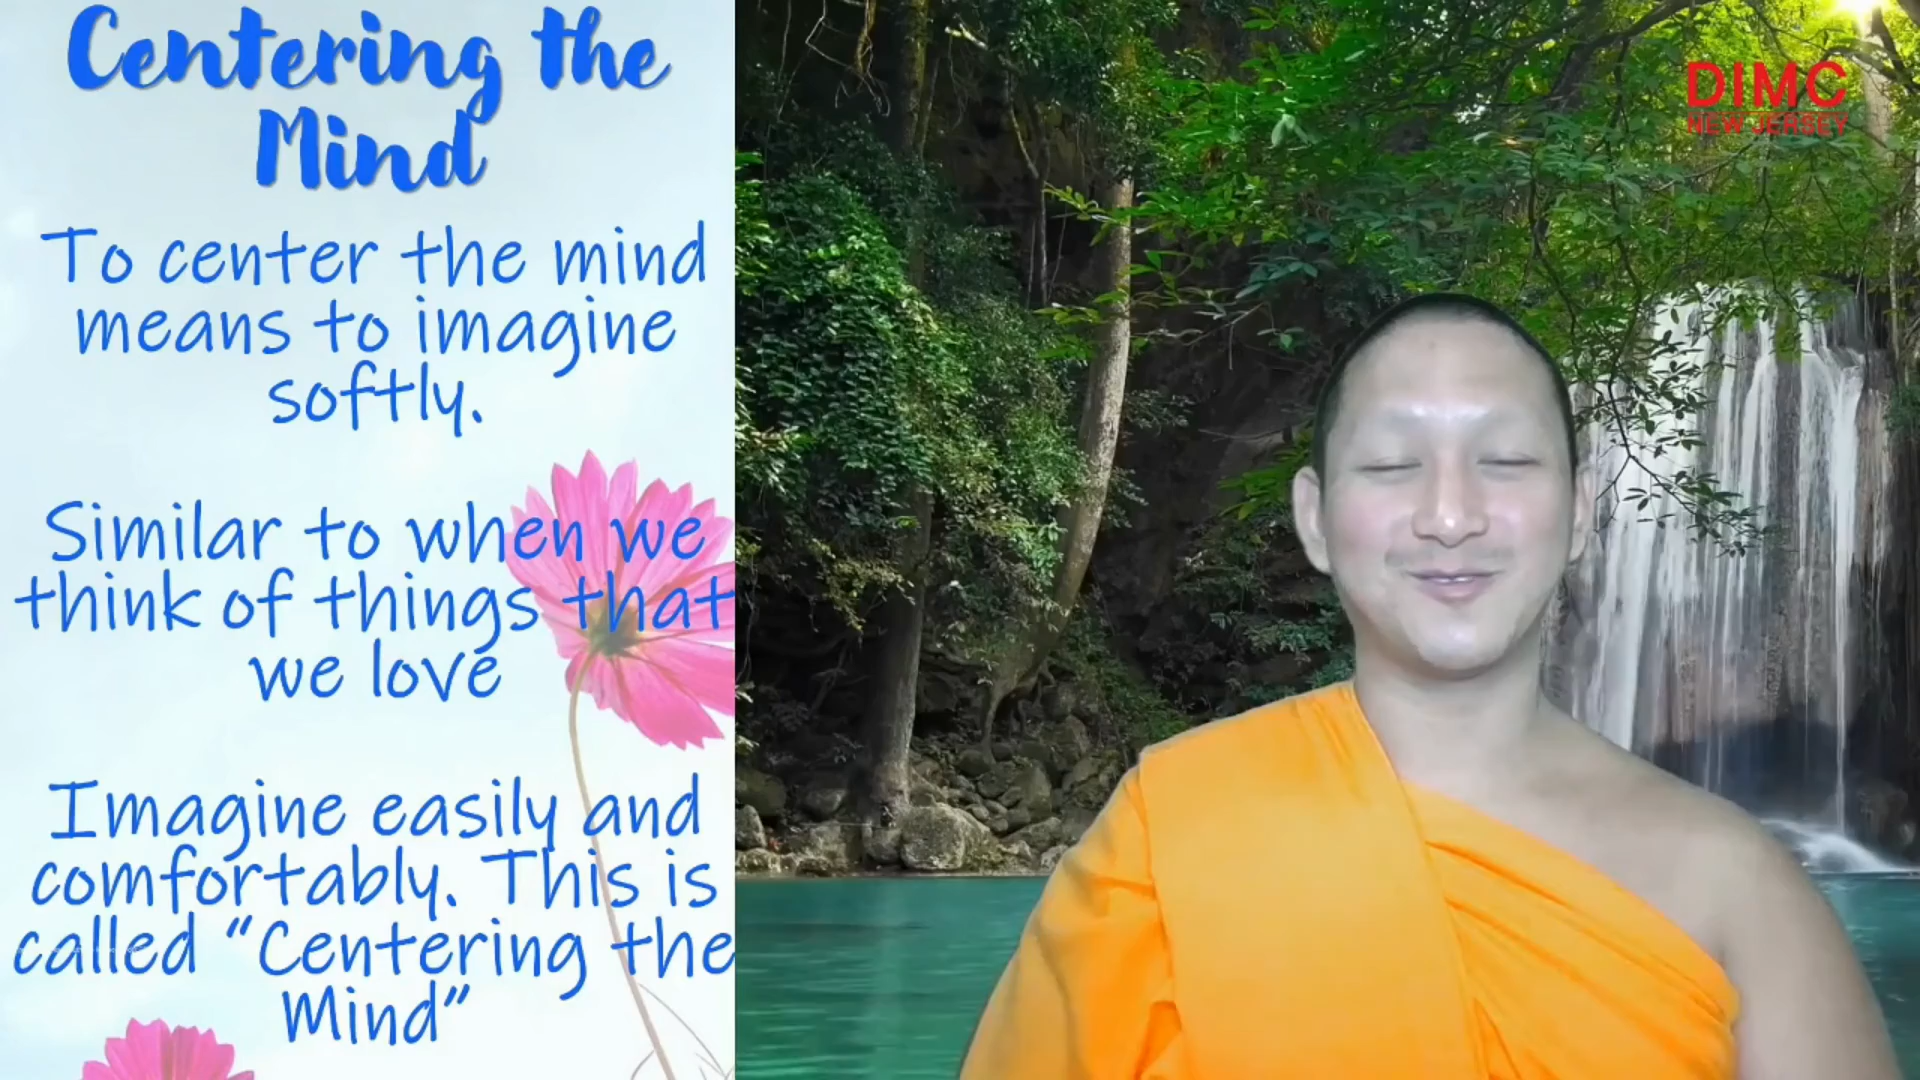 Centering the
Mind
To center the mind
means to imagine
softly.
Similar to when we
think of things that
we love
Imagine easily and
comfortably. This is
called “Centering the
Mind”
DIMC
NEW JERSEY